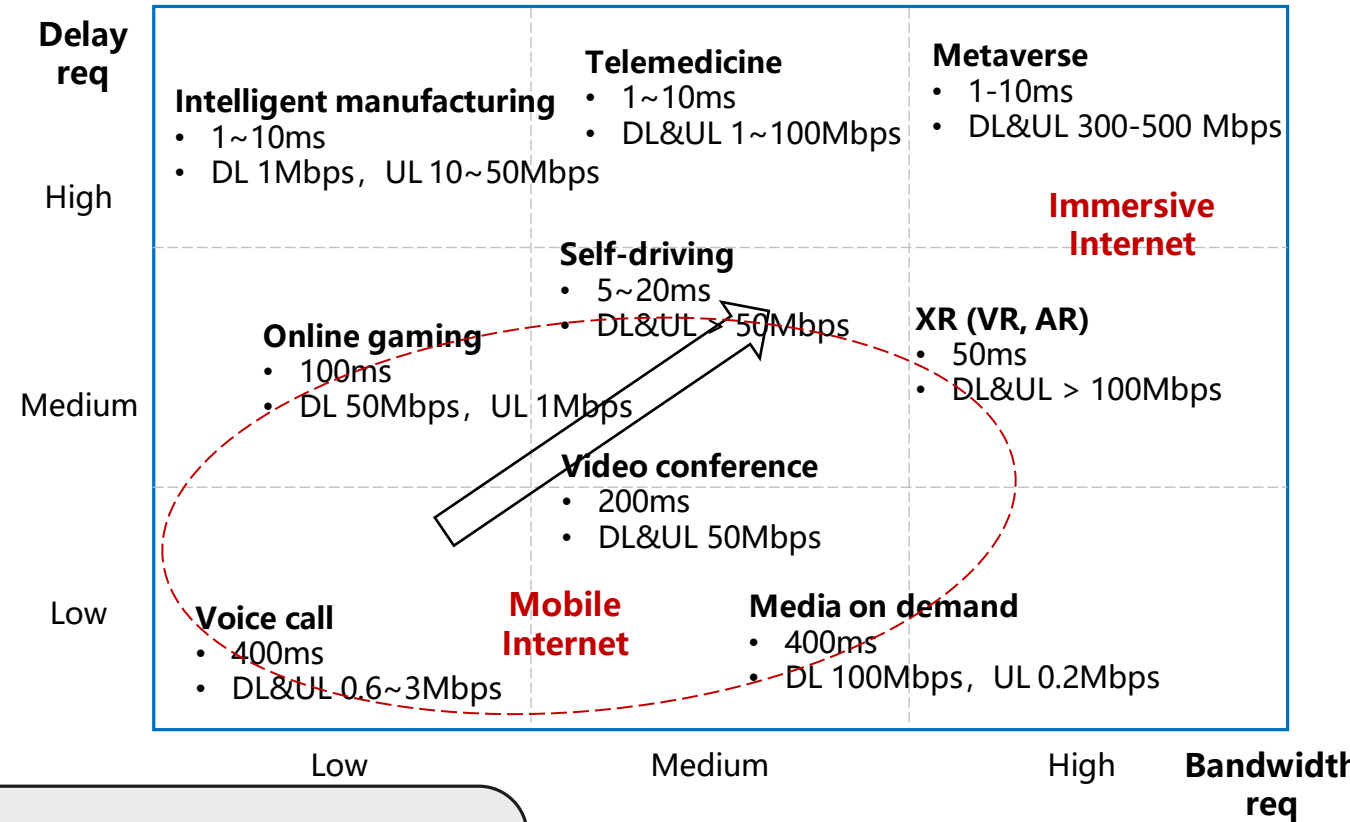 Delay
req
Intelligent manufacturing
• 1~10ms
• DL 1Mbps，UL 10~50Mbps
Telemedicine
• 1~10ms
• DL&UL 1~100Mbps
Metaverse
• 1-10ms
• DL&UL 300-500 Mbps
High
Immersive
Internet
Self-driving
• 5~20ms
• DL&UL > 50Mbps
Online gaming
• 100ms
• DL 50Mbps，UL 1Mbps
XR (VR, AR)
• 50ms
• DL&UL > 100Mbps
Medium
Video conference
• 200ms
• DL&UL 50Mbps
Low
Voice call
• 400ms
• DL&UL 0.6~3Mbps
Mobile
Internet
Media on demand
• 400ms
• DL 100Mbps，UL 0.2Mbps
Low
Medium
High
Bandwidth
req